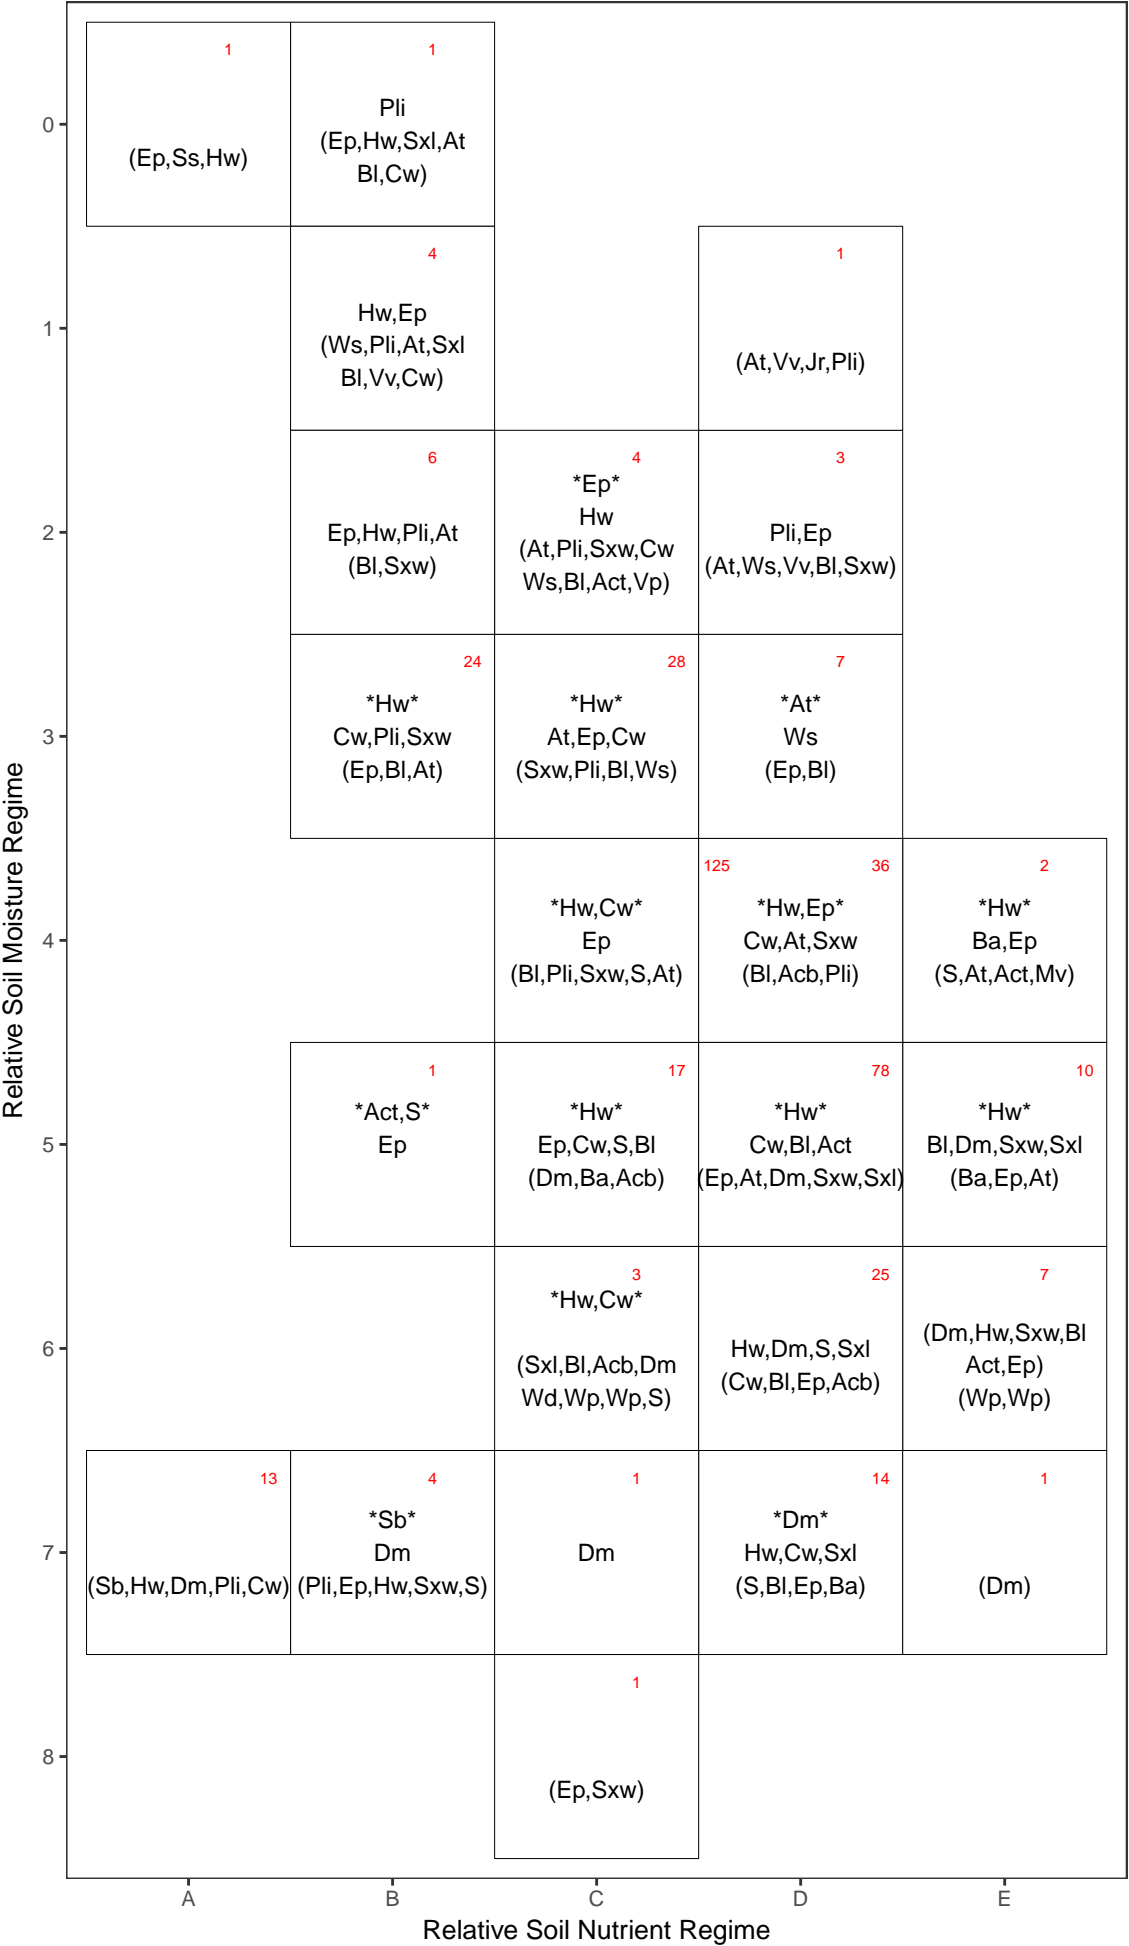 1
1
0
(Ep,Ss,Hw)
Pli
(Ep,Hw,Sxl,At
Bl,Cw)
4
1
1
Hw,Ep
(Ws,Pli,At,Sxl
Bl,Vv,Cw)
(At,Vv,Jr,Pli)
6
4
3
2
Ep,Hw,Pli,At
(Bl,Sxw)
*Ep*
Hw
(At,Pli,Sxw,Cw
Ws,Bl,Act,Vp)
Pli,Ep
(At,Ws,Vv,Bl,Sxw)
24
28
7
3
*Hw*
Cw,Pli,Sxw
(Ep,Bl,At)
*Hw*
At,Ep,Cw
(Sxw,Pli,Bl,Ws)
*At*
Ws
(Ep,Bl)
125
36
2
4
*Hw,Cw*
Ep
(Bl,Pli,Sxw,S,At)
*Hw,Ep*
Cw,At,Sxw
(Bl,Acb,Pli)
*Hw*
Ba,Ep
(S,At,Act,Mv)
1
17
78
10
5
*Act,S*
Ep
*Hw*
Ep,Cw,S,Bl
(Dm,Ba,Acb)
*Hw*
Cw,Bl,Act
(Ep,At,Dm,Sxw,Sxl)
*Hw*
Bl,Dm,Sxw,Sxl
(Ba,Ep,At)
3
25
7
6
*Hw,Cw*
(Sxl,Bl,Acb,Dm
Wd,Wp,Wp,S)
Hw,Dm,S,Sxl
(Cw,Bl,Ep,Acb)
(Dm,Hw,Sxw,Bl
Act,Ep)
(Wp,Wp)
13
4
1
14
1
7
(Sb,Hw,Dm,Pli,Cw)
*Sb*
Dm
(Pli,Ep,Hw,Sxw,S)
Dm
*Dm*
Hw,Cw,Sxl
(S,Bl,Ep,Ba)
(Dm)
1
8
(Ep,Sxw)
A
B
C
D
E
Relative Soil Nutrient Regime
Relative Soil Moisture Regime